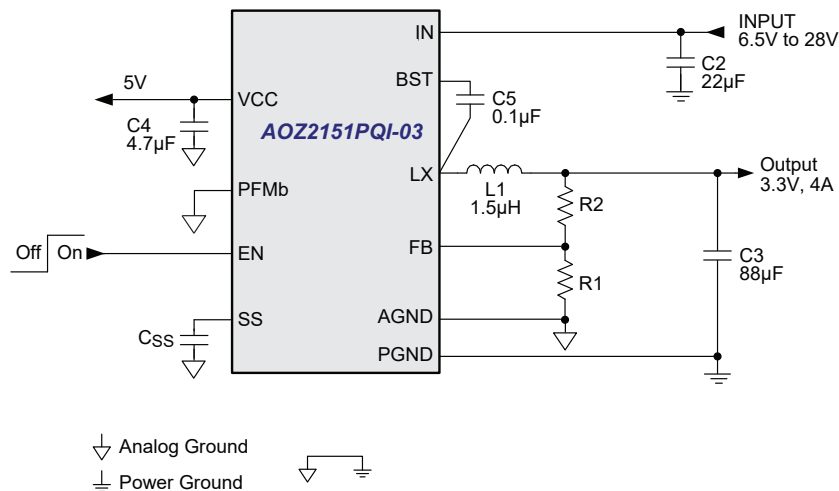 INPUT
6.5V to 28V
IN
C2
22µF
BST
C5
0.1µF
5V
VCC
C4
4.7µF
AOZ2151PQI-03
LX
L1
1.5µH
Output
3.3V, 4A
R2
PFMb
Off
On
EN
FB
C3
88µF
R1
SS
CSS
AGND
PGND
Analog Ground
Power Ground